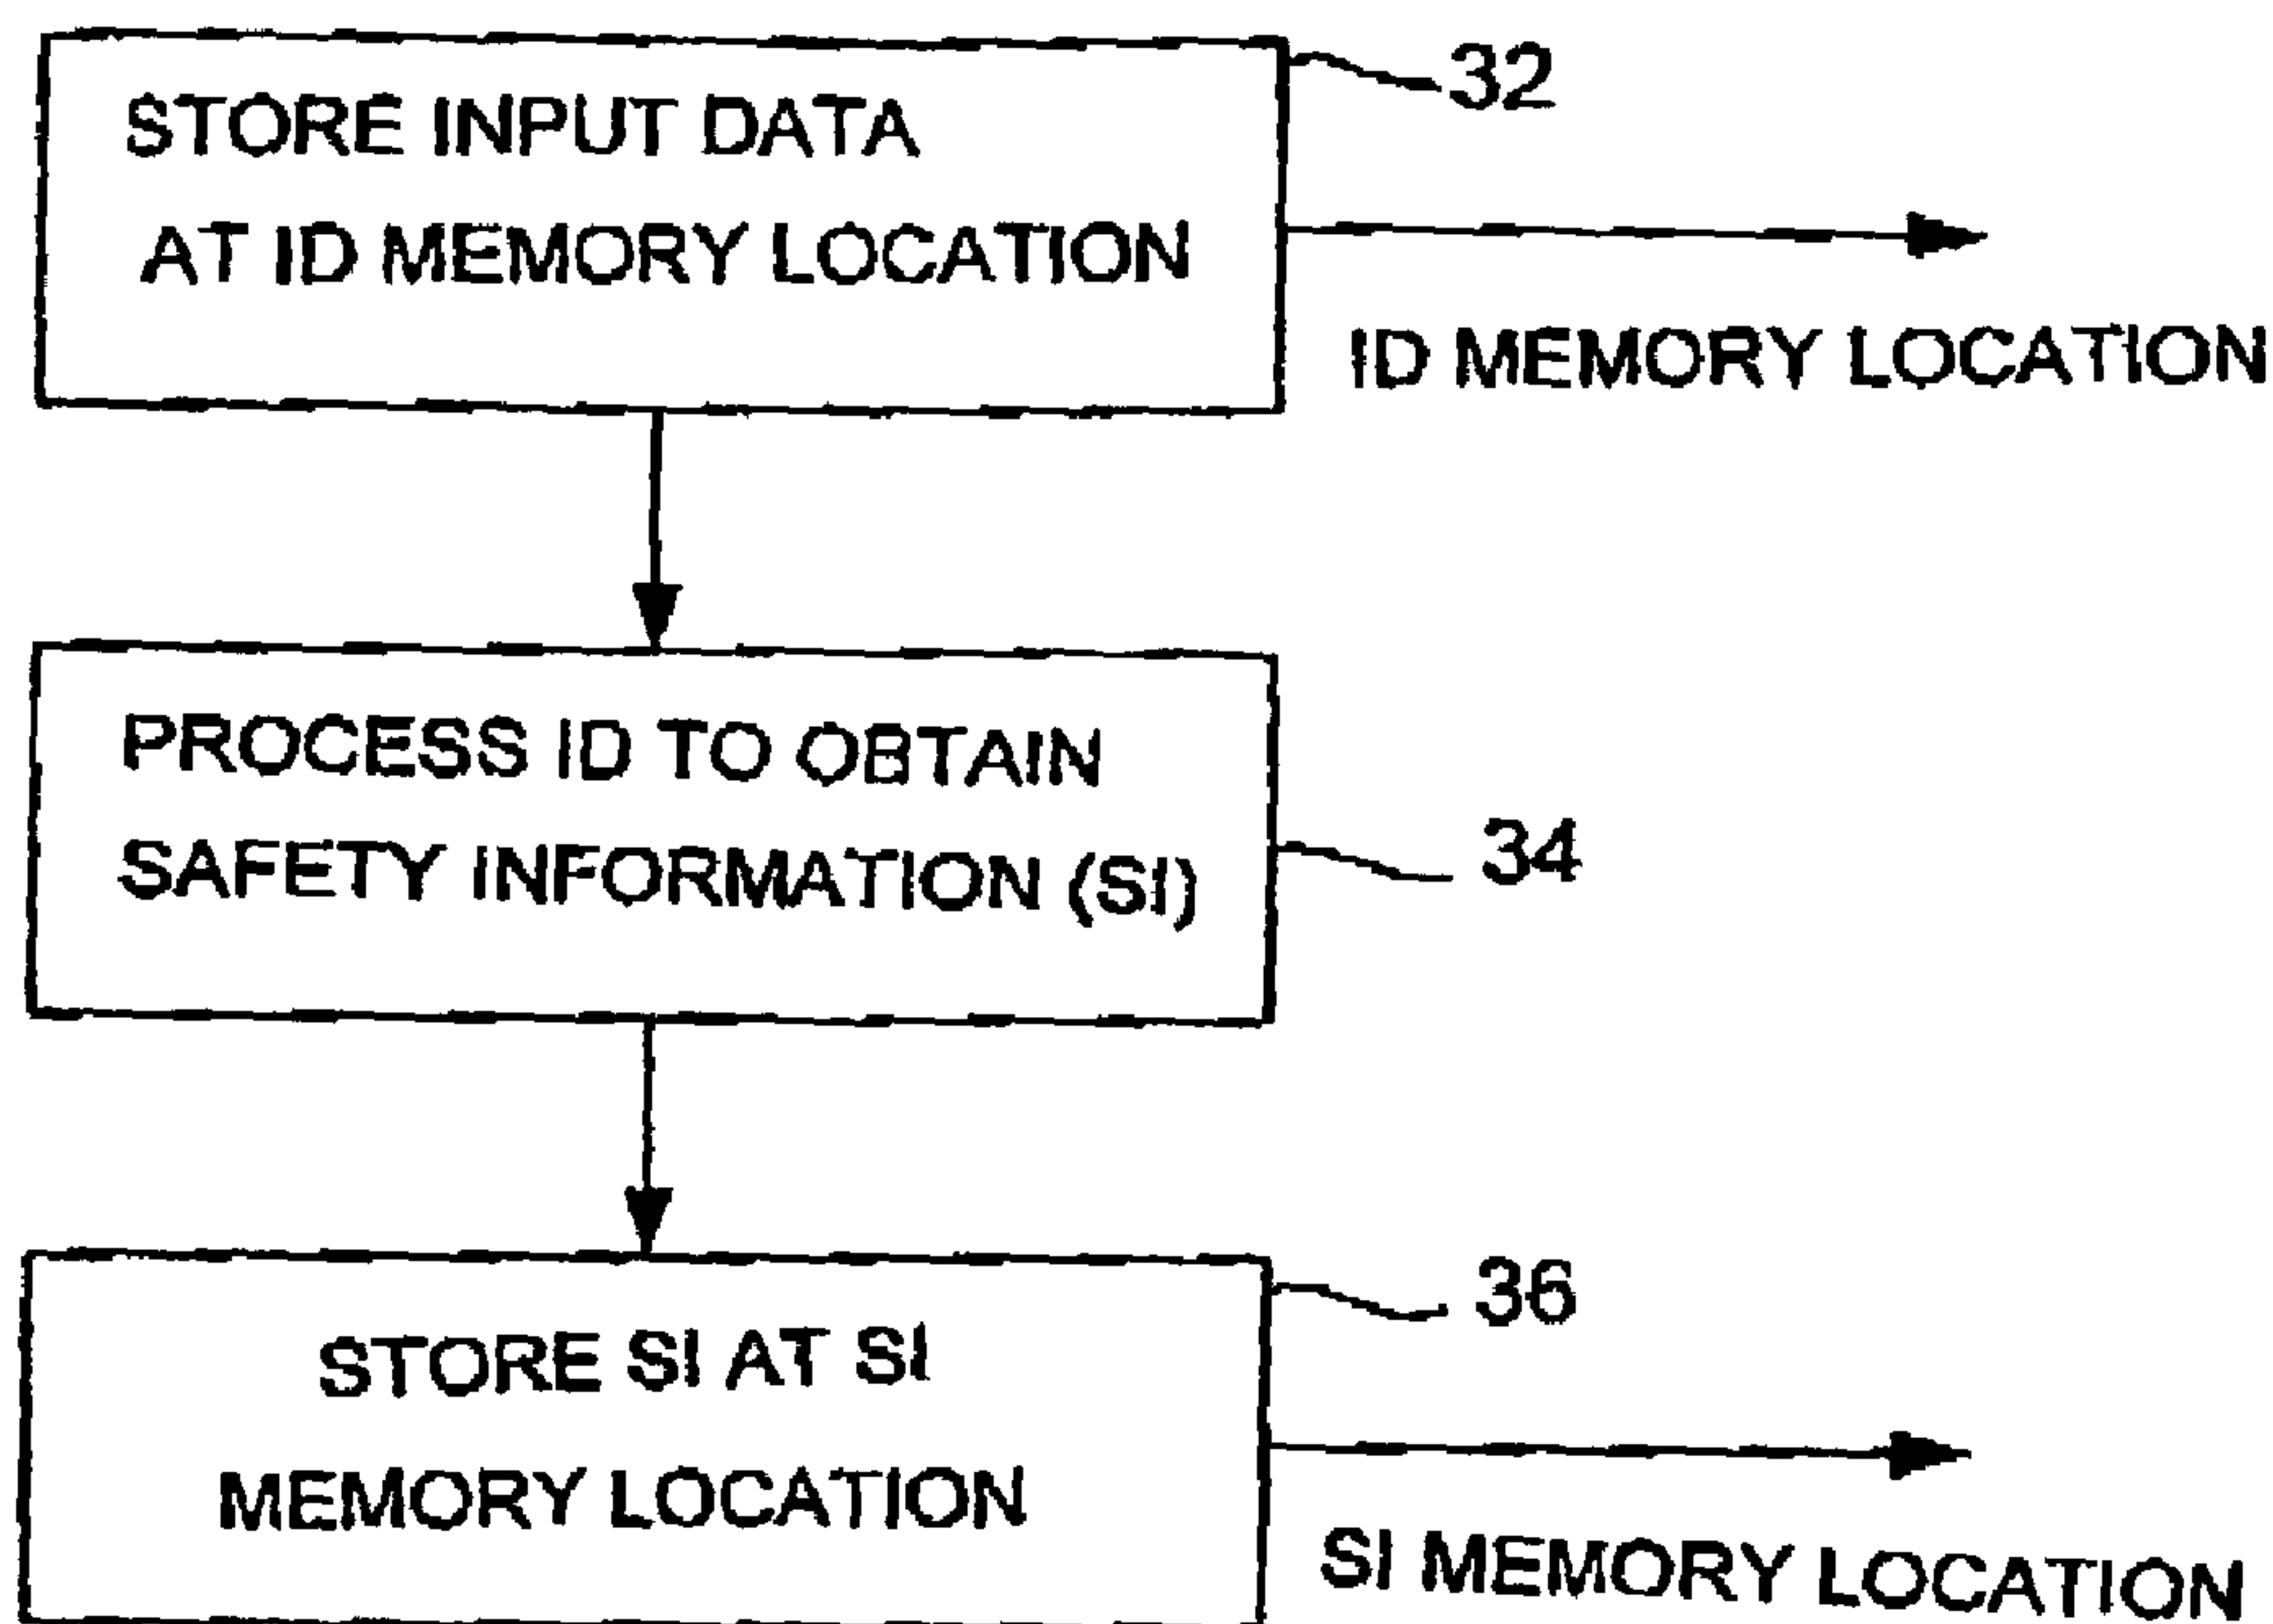 32
STORE INPUT DATA
AT ID MEMORY LOCATION
ID MEMORY LOCATION
PROCESS ID TO OBTAIN
SAFETY INFORMATION (SI)
34
36
STORE SI AT SI
MEMORY LOCATION
SI MEMORY LOCATION